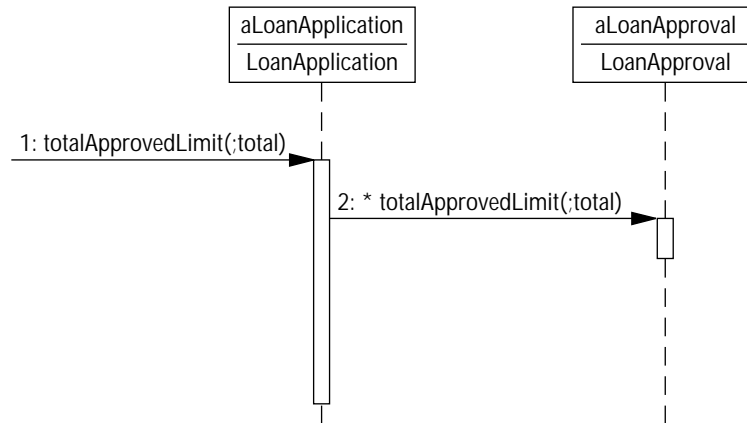 aLoanApplication
LoanApplication
aLoanApproval
LoanApproval
1: totalApprovedLimit(;total)
2: * totalApprovedLimit(;total)